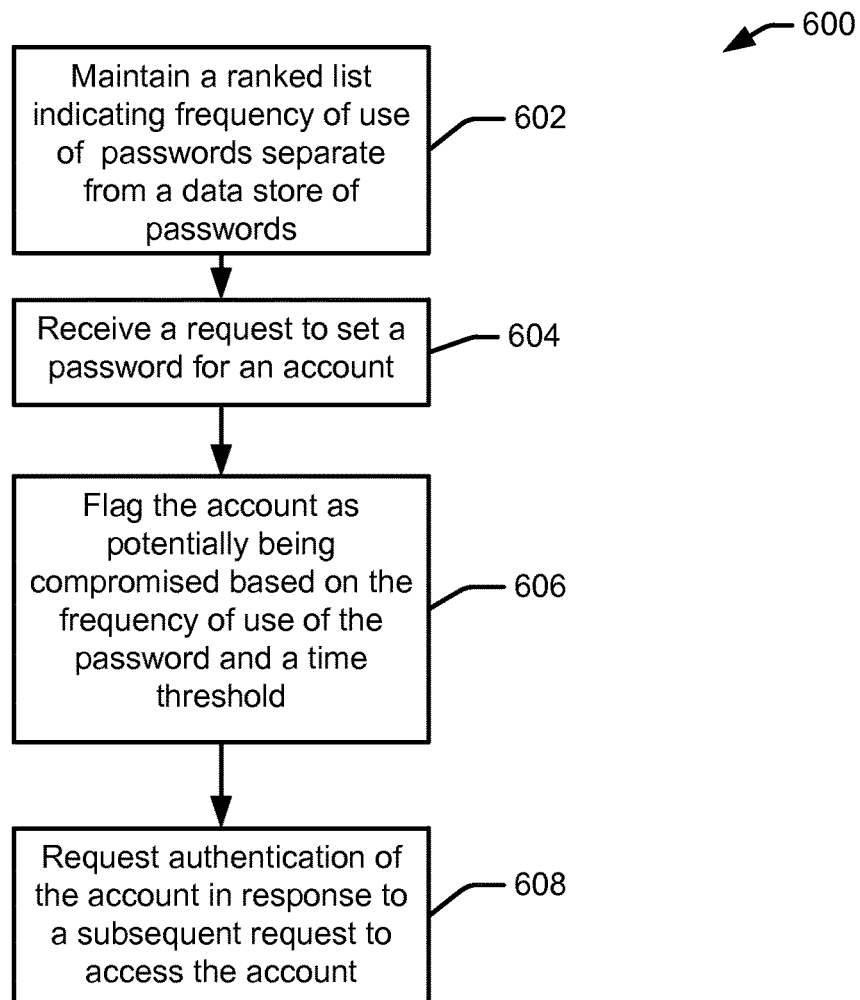 600
Maintain a ranked list
indicating frequency of use
of passwords separate
from a data store of
passwords
602
Receive a request to set a
password for an account
604
Flag the account as
potentially being
compromised based on the
frequency of use of the
password and a time
threshold
606
Request authentication of
the account in response to
a subsequent request to
access the account
608